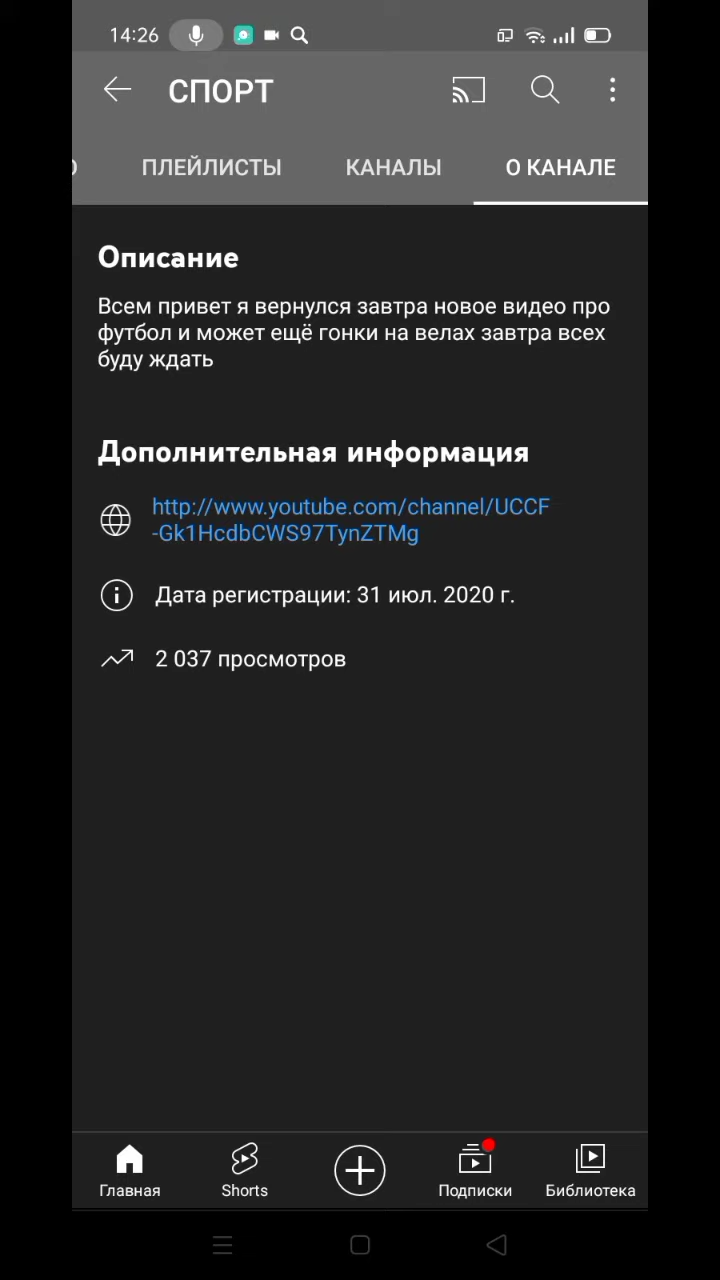 14:26
СПОРТ
ПЛЕЙЛИСТЫ КАНАЛЫ О КАНАЛЕ
Описание
Всем привет я вернулся завтра новое видео про
футбол и может ещё гонки на велах завтра всех
буду ждать
Дополнительная информация
http://www.youtube.com/channel/UCCF
-Gk1HcdbCWS97TynZTMg
Дата регистрации: 31 июл. 2020 г.
2 037 просмотров
Главная Shorts Подписки Библиотека